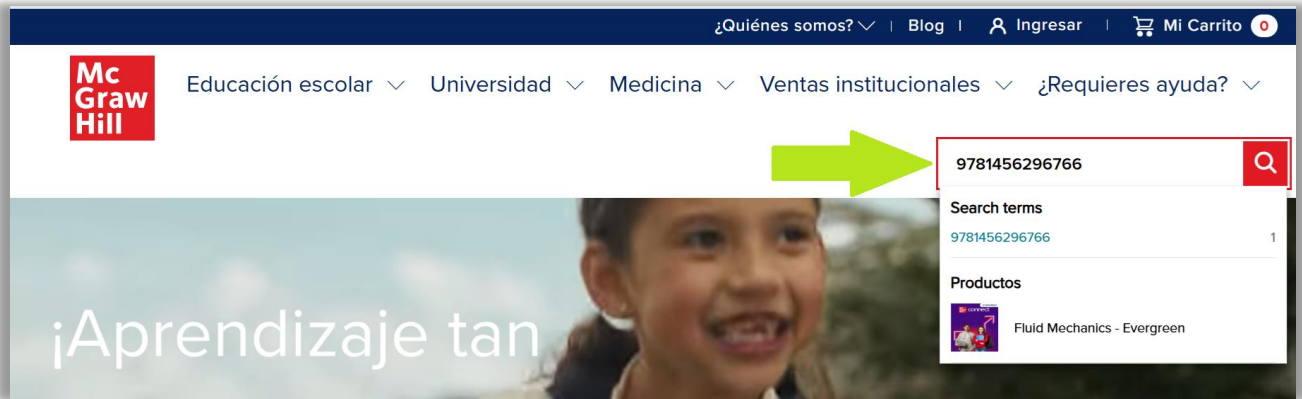 ¿Quiénes somos? | Blog | Ingresar | Mi Carrito 0
Mc
Graw
Hill
Educación escolar Universidad Medicina Ventas institucionales ¿Requieres ayuda?
9781456296766
Search terms
9781456296766 1
Productos
connect
Fluid Mechanics - Evergreen
¡Aprendizaje tan